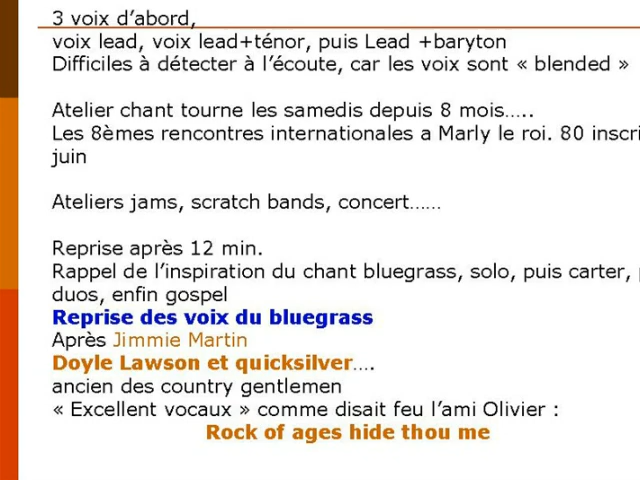 3 voix d’abord,
voix lead, voix lead+ténor, puis Lead +baryton
Difficiles à détecter à l’écoute, car les voix sont « blended »
Atelier chant tourne les samedis depuis 8 mois…..
Les 8èmes rencontres internationales a Marly le roi. 80 inscri
juin
Ateliers jams, scratch bands, concert……
Reprise après 12 min.
Rappel de l’inspiration du chant bluegrass, solo, puis carter,
duos, enfin gospel
Reprise des voix du bluegrass
Après Jimmie Martin
Doyle Lawson et quicksilver….
ancien des country gentlemen
« Excellent vocaux » comme disait feu l’ami Olivier :
Rock of ages hide thou me